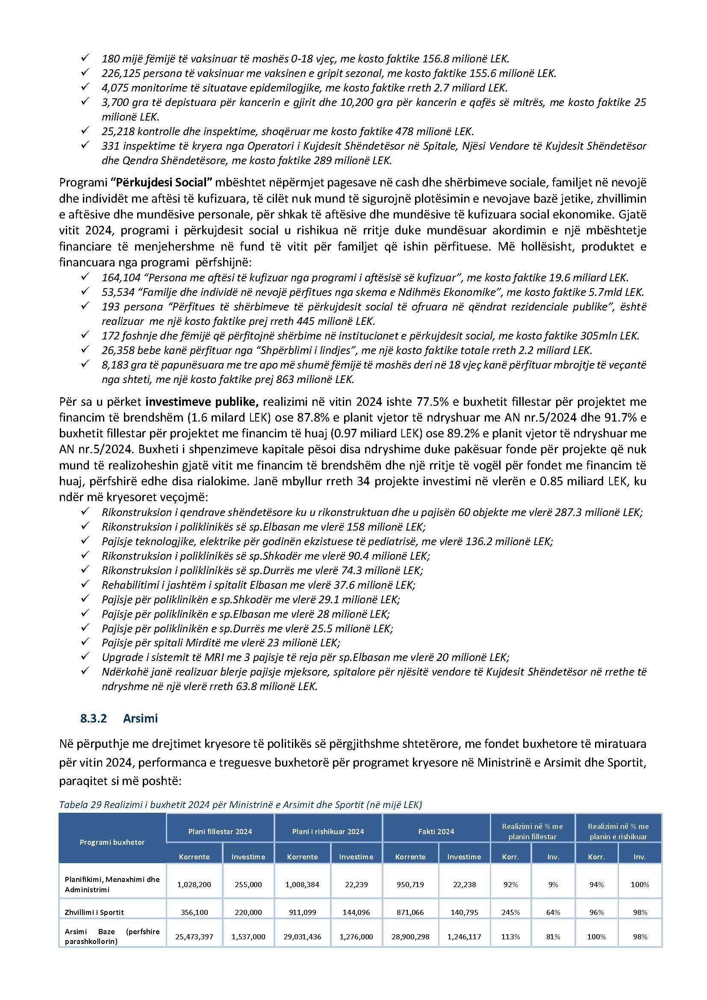 ✓ 180 mijë fëmijë të vaksinuar të moshës 0-18 vjeç, me kosto faktike 156.8 milionë LEK.
✓ 226,125 persona të vaksinuar me vaksinen e gripit sezonal, me kosto faktike 155.6 milionë LEK.
✓ 4,075 monitorime të situatave epidemilogjike, me kosto faktike rreth 2.7 miliard LEK.
✓ 3,700 gra të depistuara për kancerin e gjirit dhe 10,200 gra për kancerin e qafës së mitrës, me kosto faktike 25
milionë LEK.
✓ 25,218 kontrolle dhe inspektime, shoqëruar me kosto faktike 478 milionë LEK.
✓ 331 inspektime të kryera nga Operatori i Kujdesit Shëndetësor në Spitale, Njësi Vendore të Kujdesit Shëndetësor
dhe Qendra Shëndetësore, me kosto faktike 289 milionë LEK.
Programi “Përkujdesi Social” mbështet nëpërmjet pagesave në cash dhe shërbimeve sociale, familjet në nevojë
dhe individët me aftësi të kufizuara, të cilët nuk mund të sigurojnë plotësimin e nevojave bazë jetike, zhvillimin
e aftësive dhe mundësive personale, për shkak të aftësive dhe mundësive të kufizuara social ekonomike. Gjatë
vitit 2024, programi i përkujdesit social u rishikua në rritje duke mundësuar akordimin e një mbështetje
financiare të menjehershme në fund të vitit për familjet që ishin përfituese. Më hollësisht, produktet e
financuara nga programi përfshijnë:
✓ 164,104 “Persona me aftësi të kufizuar nga programi i aftësisë së kufizuar”, me kosto faktike 19.6 miliard LEK.
✓ 53,534 “Familje dhe individë në nevojë përfitues nga skema e Ndihmës Ekonomike”, me kosto faktike 5.7mld LEK.
✓ 193 persona “Përfitues të shërbimeve të përkujdesit social të ofruara në qëndrat rezidenciale publike”, është
realizuar me një kosto faktike prej rreth 445 milionë LEK.
✓ 172 foshnje dhe fëmijë që përfitojnë shërbime në institucionet e përkujdesit social, me kosto faktike 305mln LEK.
✓ 26,358 bebe kanë përfituar nga “Shpërblimi i lindjes”, me një kosto faktike totale rreth 2.2 miliard LEK.
✓ 8,183 gra të papunësuara me tre apo më shumë fëmijë të moshës deri në 18 vjeç kanë përfituar mbrojtje të veçantë
nga shteti, me një kosto faktike prej 863 milionë LEK.
Për sa u përket investimeve publike, realizimi në vitin 2024 ishte 77.5% e buxhetit fillestar për projektet me
financim të brendshëm (1.6 milard LEK) ose 87.8% e planit vjetor të ndryshuar me AN nr.5/2024 dhe 91.7% e
buxhetit fillestar për projektet me financim të huaj (0.97 miliard LEK) ose 89.2% e planit vjetor të ndryshuar me
AN nr.5/2024. Buxheti i shpenzimeve kapitale pësoi disa ndryshime duke pakësuar fonde për projekte që nuk
mund të realizoheshin gjatë vitit me financim të brendshëm dhe një rritje të vogël për fondet me financim të
huaj, përfshirë edhe disa rialokime. Janë mbyllur rreth 34 projekte investimi në vlerën e 0.85 miliard LEK, ku
ndër më kryesoret veçojmë:
✓ Rikonstruksion i qendrave shëndetësore ku u rikonstruktuan dhe u pajisën 60 objekte me vlerë 287.3 milionë LEK;
✓ Rikonstruksion i poliklinikës së sp.Elbasan me vlerë 158 milionë LEK;
✓ Pajisje teknologjike, elektrike për godinën ekzistuese të pediatrisë, me vlerë 136.2 milionë LEK;
✓ Rikonstruksion i poliklinikës së sp.Shkodër me vlerë 90.4 milionë LEK;
✓ Rikonstruksion i poliklinikës së sp.Durrës me vlerë 74.3 milionë LEK;
✓ Rehabilitimi i jashtëm i spitalit Elbasan me vlerë 37.6 milionë LEK;
✓ Pajisje për poliklinikën e sp.Shkodër me vlerë 29.1 milionë LEK;
✓ Pajisje për poliklinikën e sp.Elbasan me vlerë 28 milionë LEK;
✓ Pajisje për poliklinikën e sp.Durrës me vlerë 25.5 milionë LEK;
✓ Pajisje për spitali Mirditë me vlerë 23 milionë LEK;
✓ Upgrade i sistemit të MRI me 3 pajisje të reja për sp.Elbasan me vlerë 20 milionë LEK;
✓ Ndërkohë janë realizuar blerje pajisje mjeksore, spitalore për njësitë vendore të Kujdesit Shëndetësor në rrethe të
ndryshme në një vlerë rreth 63.8 milionë LEK.
8.3.2 Arsimi
Në përputhje me drejtimet kryesore të politikës së përgjithshme shtetërore, me fondet buxhetore të miratuara
për vitin 2024, performanca e treguesve buxhetorë për programet kryesore në Ministrinë e Arsimit dhe Sportit,
paraqitet si më poshtë:
Tabela 29 Realizimi i buxhetit 2024 për Ministrinë e Arsimit dhe Sportit (në mijë LEK)
Programi buxhetor Plani fillestar 2024 Plani i rishikuar 2024 Fakti 2024 Realizimi në % me planin fillestar Realizimi në % me planin e rishikuar
Korrente Investime Korrente Investime Korrente Investime Korr. Inv. Korr. Inv.
Planifikimi, Menaxhimi dhe Administrimi 1,028,200 255,000 1,008,384 22,239 950,719 22,238 92% 9% 94% 100%
Zhvillimi i Sportit 356,100 220,000 911,099 144,096 871,066 140,795 245% 64% 96% 98%
Arsimi Baze (perfshire parashkollorin) 25,473,397 1,537,000 29,031,436 1,276,000 28,900,298 1,246,117 113% 81% 100% 98%